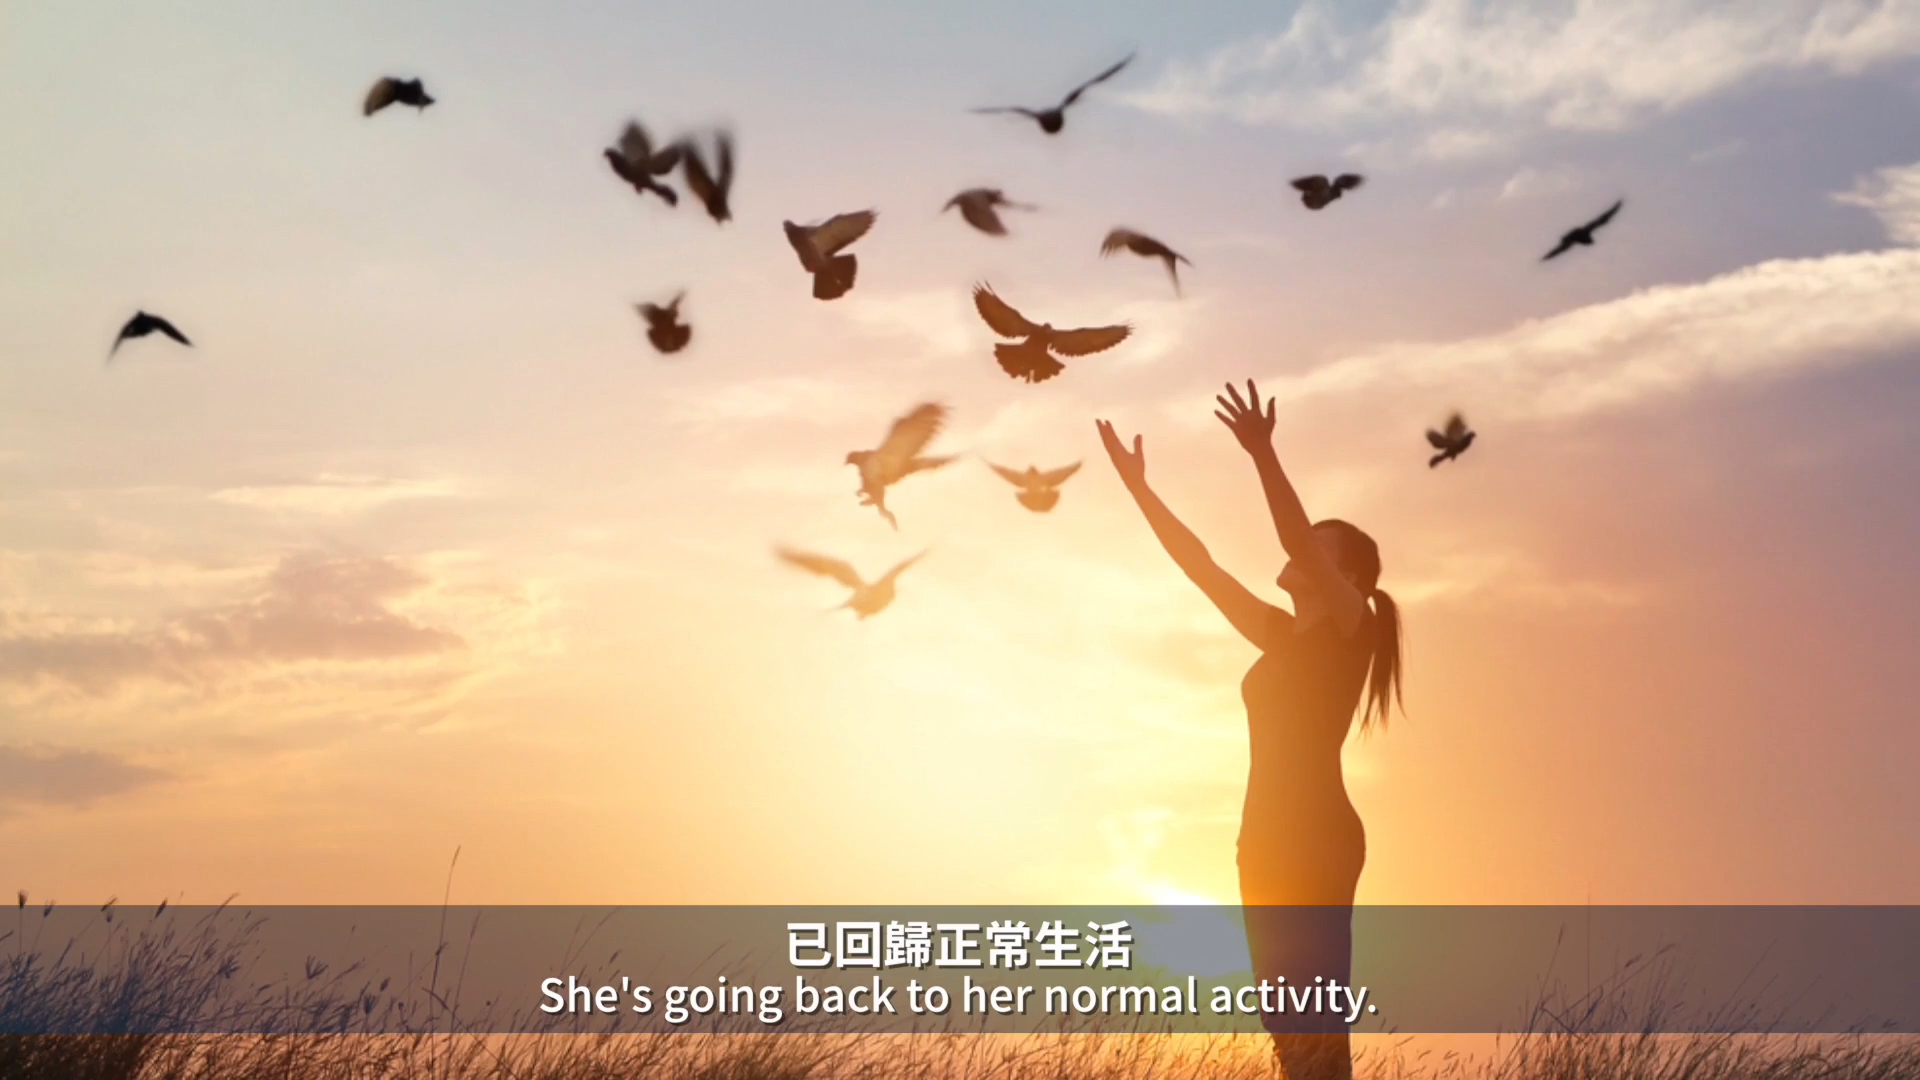 已回歸正常生活
She's going back to her normal activity.